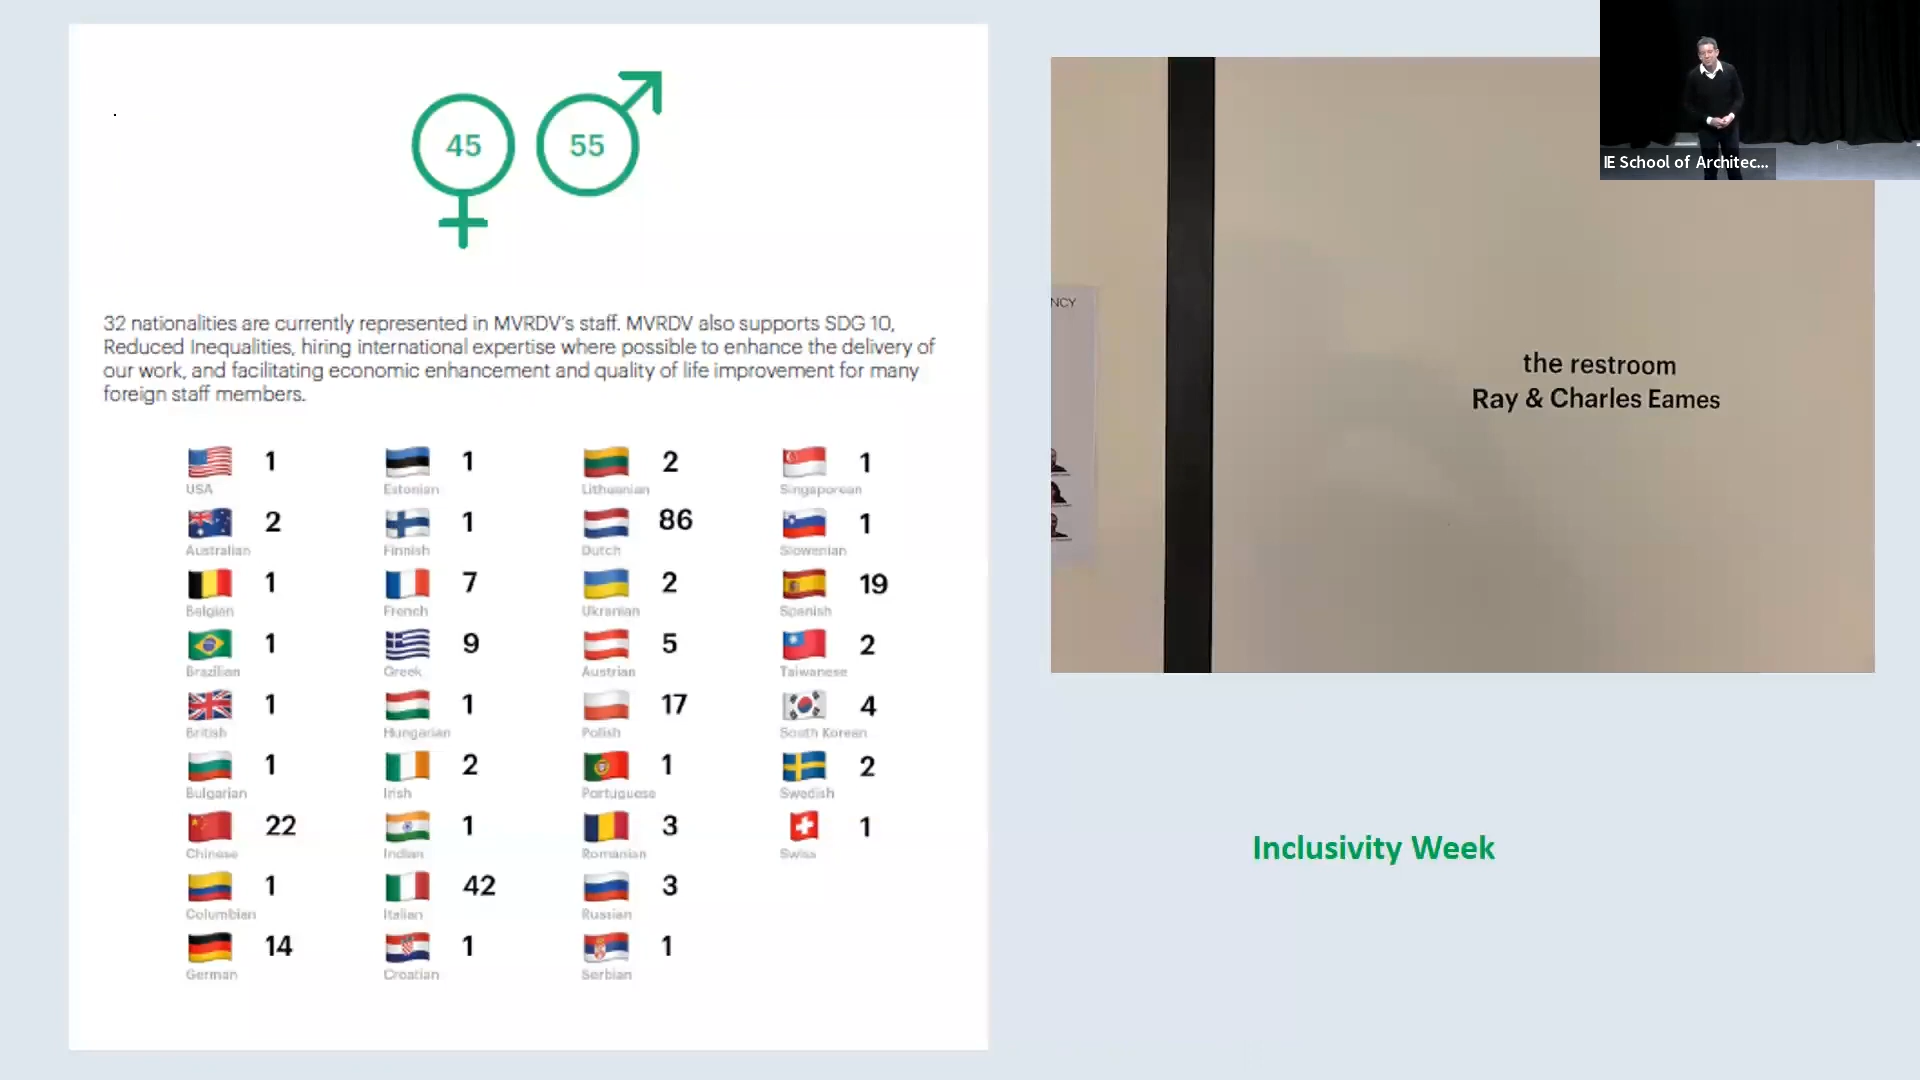 45
55
32 nationalities are currently represented in MVRDV's staff. MVRDV also supports SDG 10,
Reduced Inequalities, hiring international expertise where possible to enhance the delivery of
our work, and facilitating economic enhancement and quality of life improvement for many
foreign staff members.
1
USA
1
Estonian
2
Lithuanian
1
Singaporean
2
Australian
1
Finnish
86
Dutch
1
Slowenian
1
Belgian
7
French
2
Ukranian
19
Spanish
1
Brazilian
9
Greek
5
Austrian
2
Taiwanese
1
British
1
Hungarian
17
Polish
4
South Korean
1
Bulgarian
2
Irish
1
Portuguese
2
Swedish
22
Chinese
1
Indian
3
Romanian
1
Swiss
1
Columbian
42
Italian
3
Russian
14
German
1
Croatian
1
Serbian
NCY
the restroom
Ray & Charles Eames
IE School of Architec...
Inclusivity Week